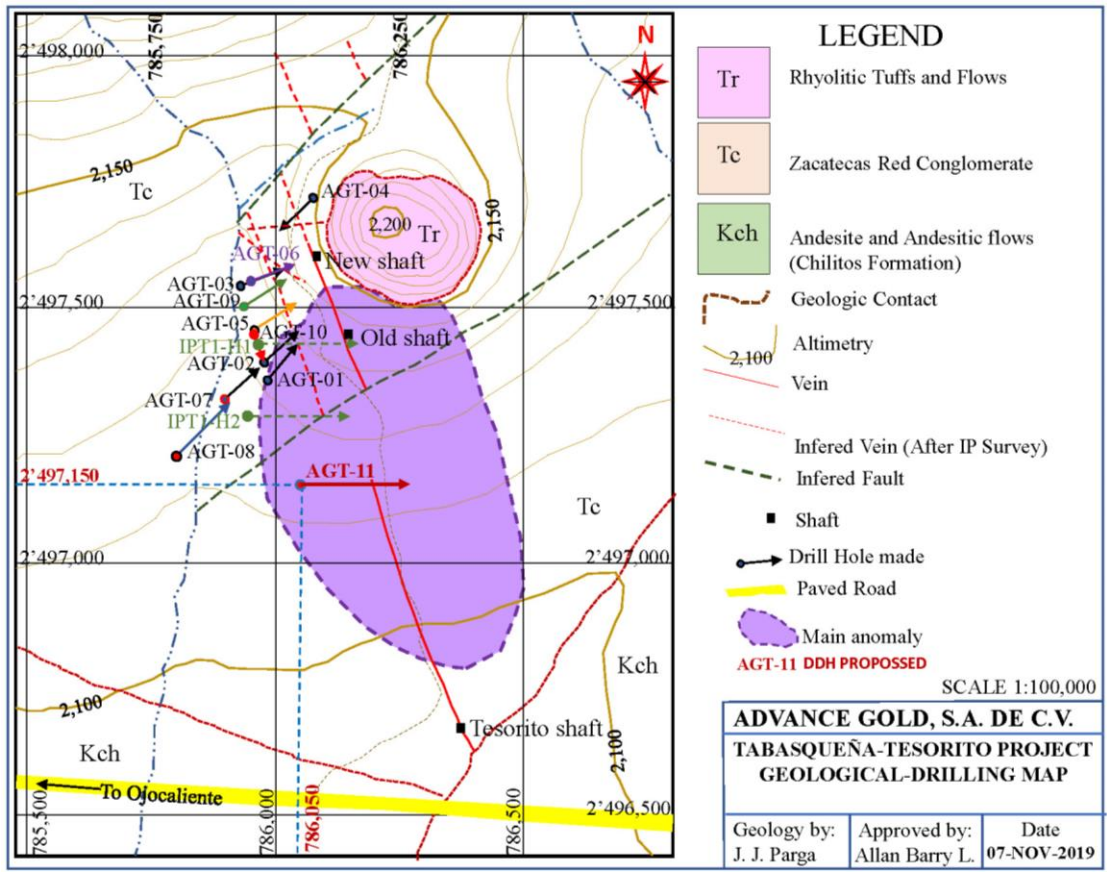 785,750
786,250
2'498,000
N
2,150
Tc
AGT-04
2,200
Tr
2,150
AGT-06
New shaft
AGT-03
AGT-09
2'497,500
2'497,500
AGT-05
AGT-10
Old shaft
IPT1-H1
AGT-02
AGT-01
AGT-07
IPT1-H2
AGT-08
2'497,150
AGT-11
Tc
2'497,000
2'497,000
Kch
2,100
Tesorito shaft
2,100
Kch
To Ojocaliente
2'496,500
785,500
786,000
786,050
786,500
LEGEND
Tr
Rhyolitic Tuffs and Flows
Tc
Zacatecas Red Conglomerate
Kch
Andesite and Andesitic flows
(Chilitos Formation)
Geologic Contact
Altimetry
2,100
Vein
Infered Vein (After IP Survey)
Infered Fault
Shaft
Drill Hole made
Paved Road
Main anomaly
AGT-11 DDH PROPOSSED
SCALE 1:100,000
ADVANCE GOLD, S.A. DE C.V.
TABASQUEÑA-TESORITO PROJECT
GEOLOGICAL-DRILLING MAP
Geology by:
J. J. Parga
Approved by:
Allan Barry L.
Date
07-NOV-2019